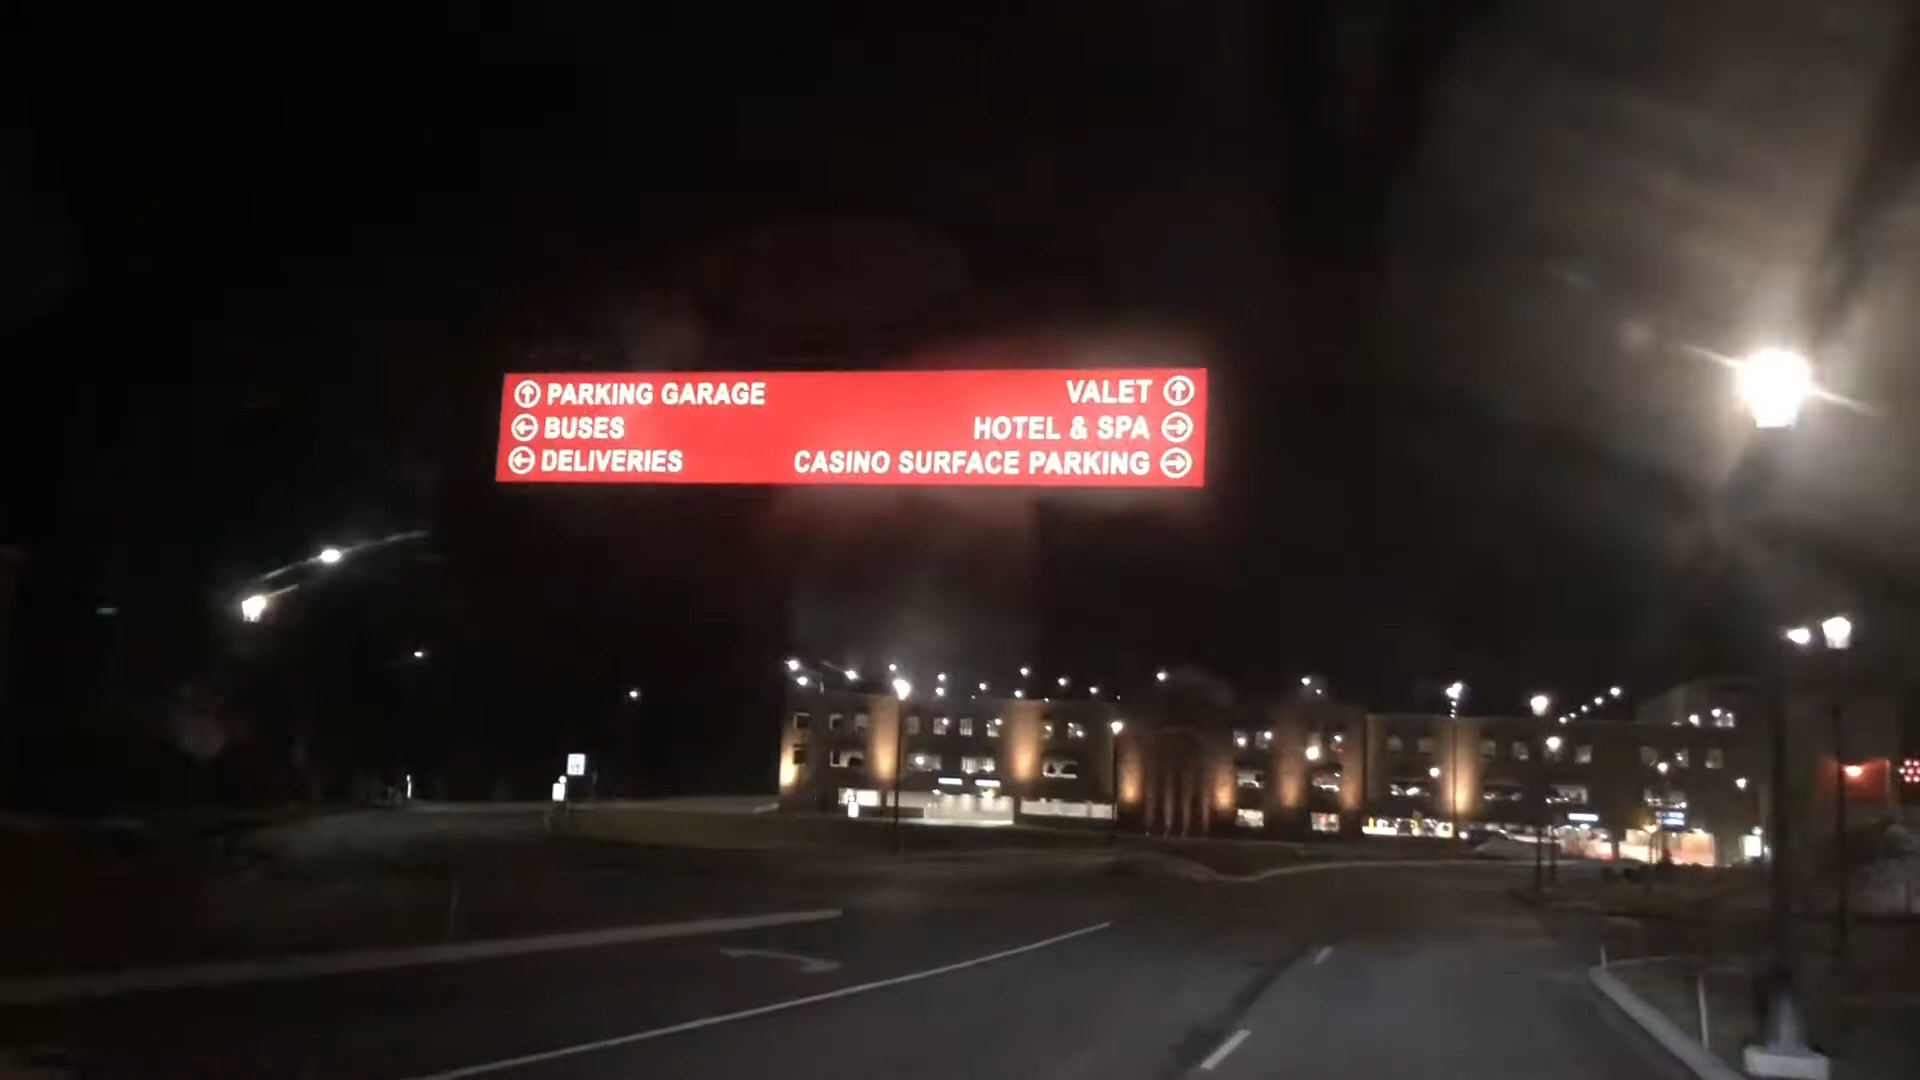 PARKING GARAGE
BUSES
DELIVERIES
VALET
HOTEL & SPA
CASINO SURFACE PARKING